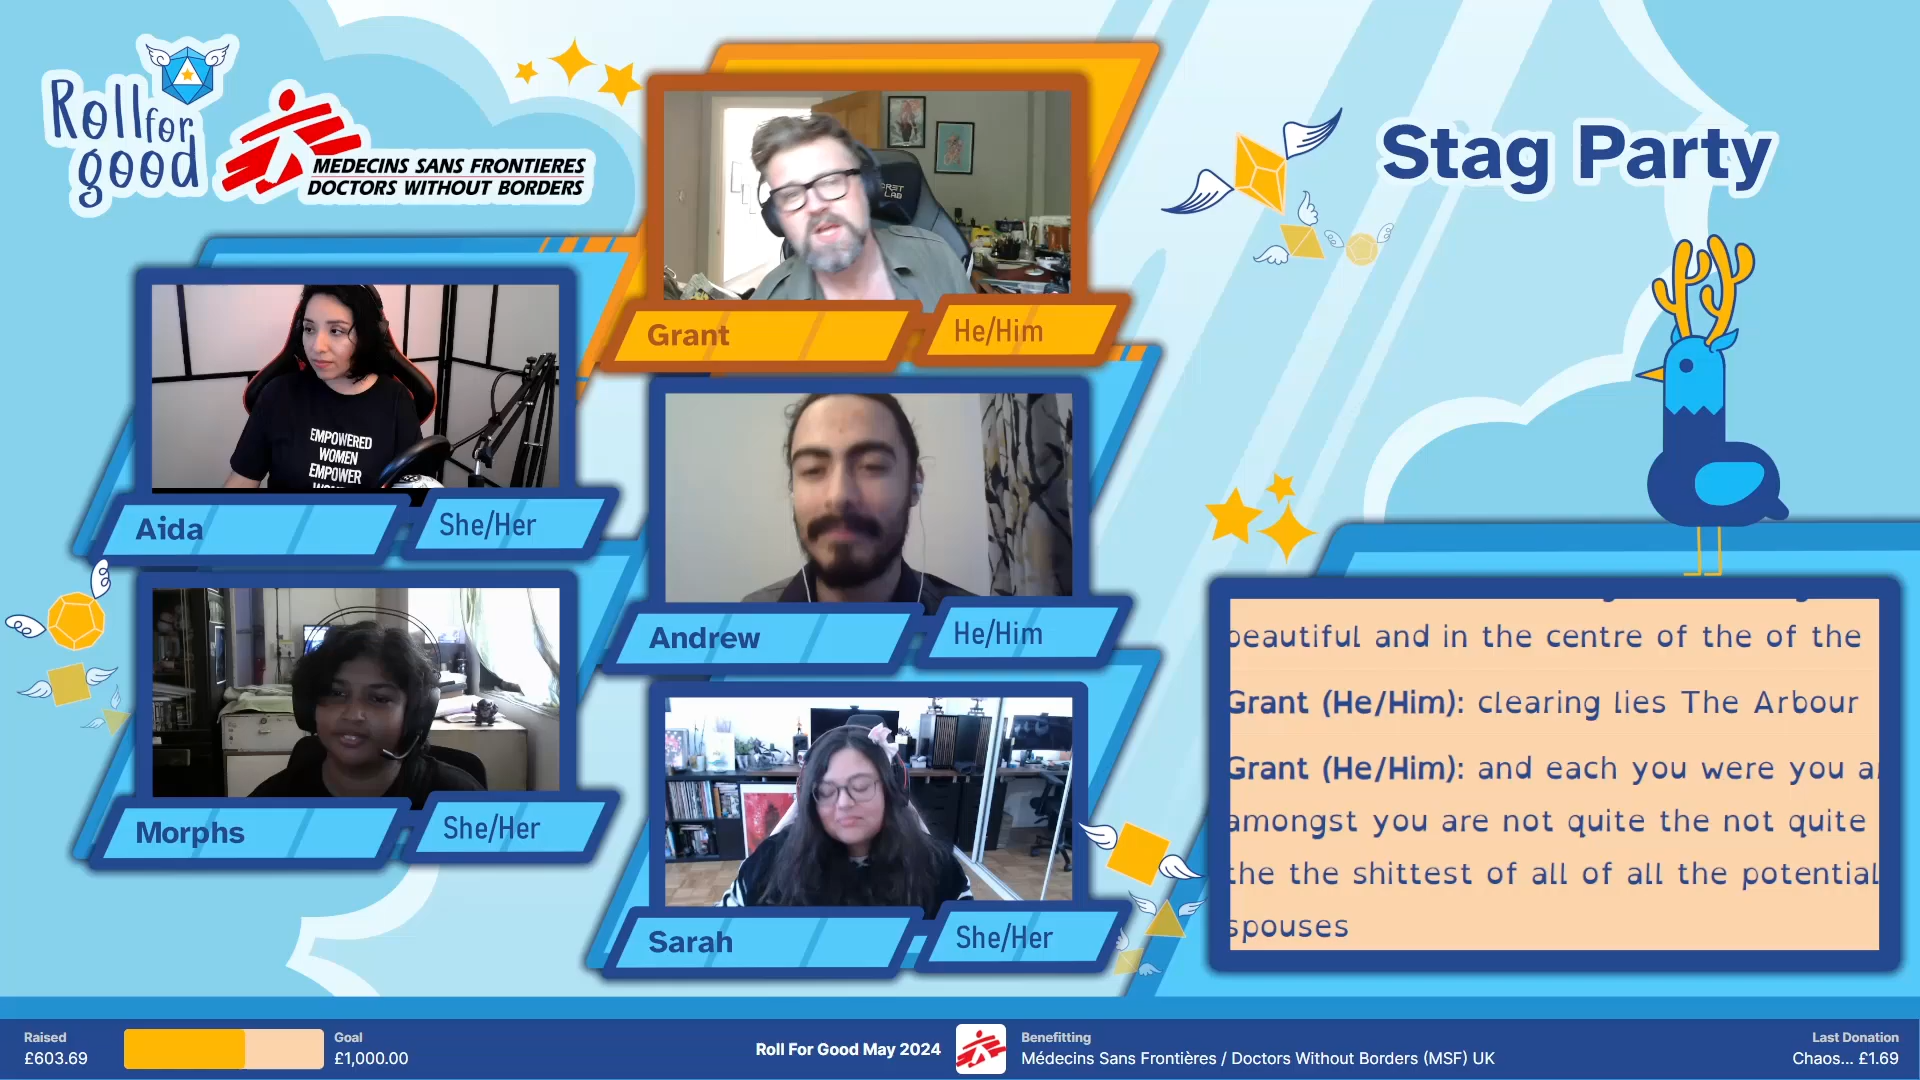 Roll for
good
MEDECINS SANS FRONTIERES
DOCTORS WITHOUT BORDERS
Stag Party
SECRET
LAB
Grant
He/Him
EMPOWERED
WOMEN
EMPOWER
Aida
She/Her
Andrew
He/Him
Morphs
She/Her
Sarah
She/Her
beautiful and in the centre of the of the
Grant (He/Him): clearing lies The Arbour
Grant (He/Him): and each you were you
amongst you are not quite the not quite
the the shittest of all of all the potential
spouses
Raised
£603.69
Goal
£1,000.00
Roll For Good May 2024
Benefitting
Médecins Sans Frontières / Doctors Without Borders (MSF) UK
Last Donation
Chaos... £1.69